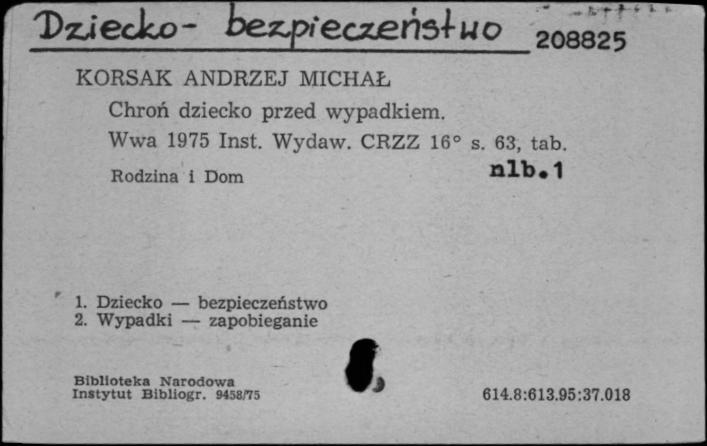 Dziecko- bezpieczeństwo 208825
KORSAK ANDRZEJ MICHAŁ
Chroń dziecko przed wypadkiem.
Wwa 1975 Inst. Wydaw. CRZZ 16° s. 63, tab.
nlb.1
Rodzina i Dom
1. Dziecko — bezpieczeństwo
2. Wypadki — zapobieganie
Biblioteka Narodowa
Instytut Bibliogr. 9458/75
614.8:613.95:37.018